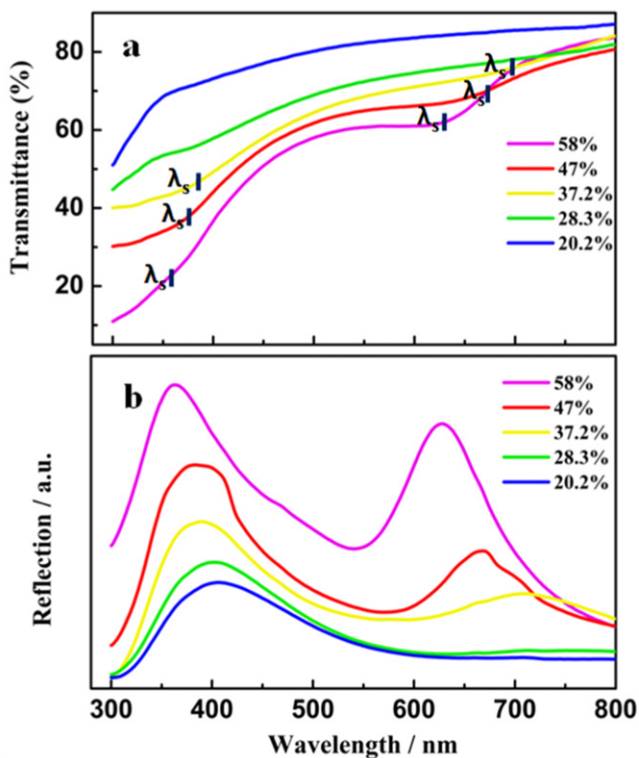 a
Transmittance (%)
80
60
40
20
λs
λs
λs
λs
λs
λs
58%
47%
37.2%
28.3%
20.2%
b
Reflection / a.u.
58%
47%
37.2%
28.3%
20.2%
300 400 500 600 700 800
Wavelength / nm